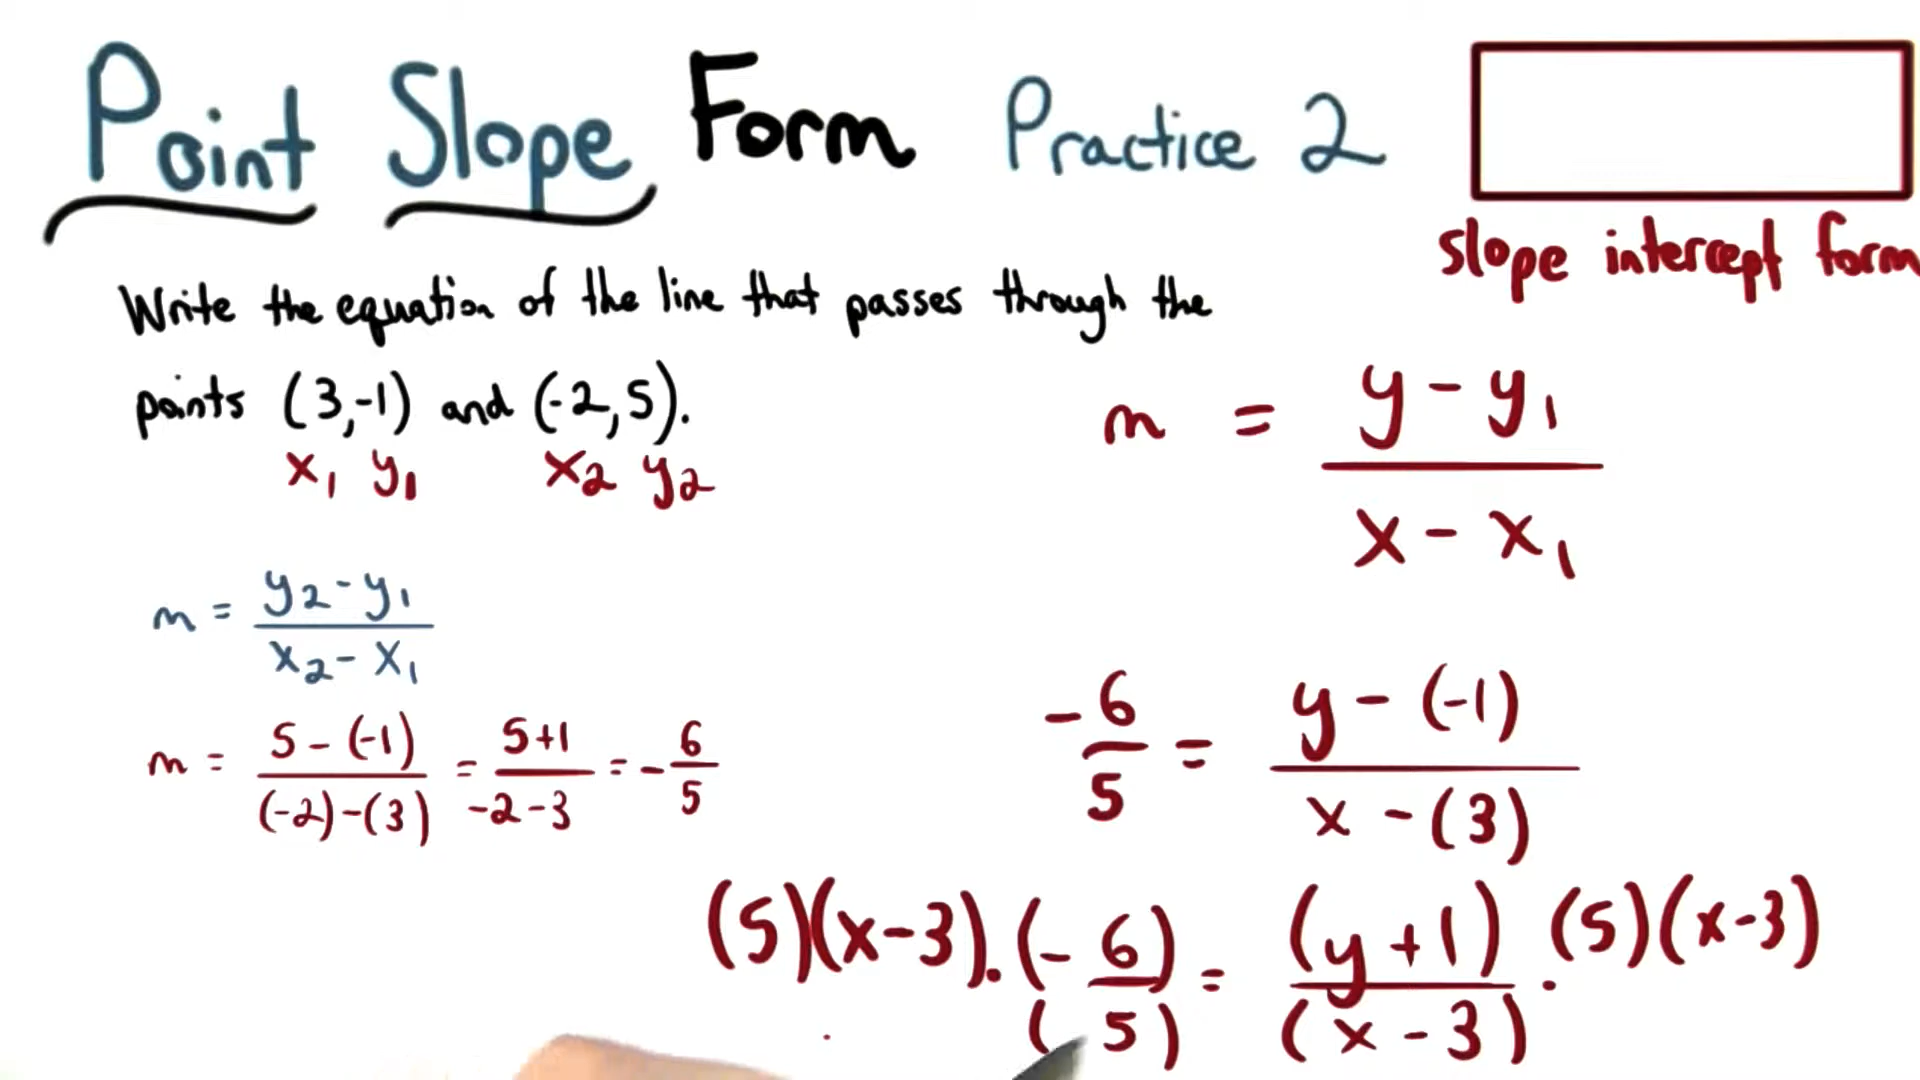 Point Slope Form Practice 2
slope intercept form
Write the equation of the line that passes through the
points (3,-1) and (-2,5).
x₁ y₁ x₂ y₂
m = y - y₁ / x - x₁
m = y₂ - y₁ / x₂ - x₁
m = 5 - (-1) / (-2) - (3) = 5+1 / -2-3 = - 6/5
- 6/5 = y - (-1) / x - (3)
(5)(x-3) · (- 6) / (5) = (y+1) / (x-3) · (5)(x-3)